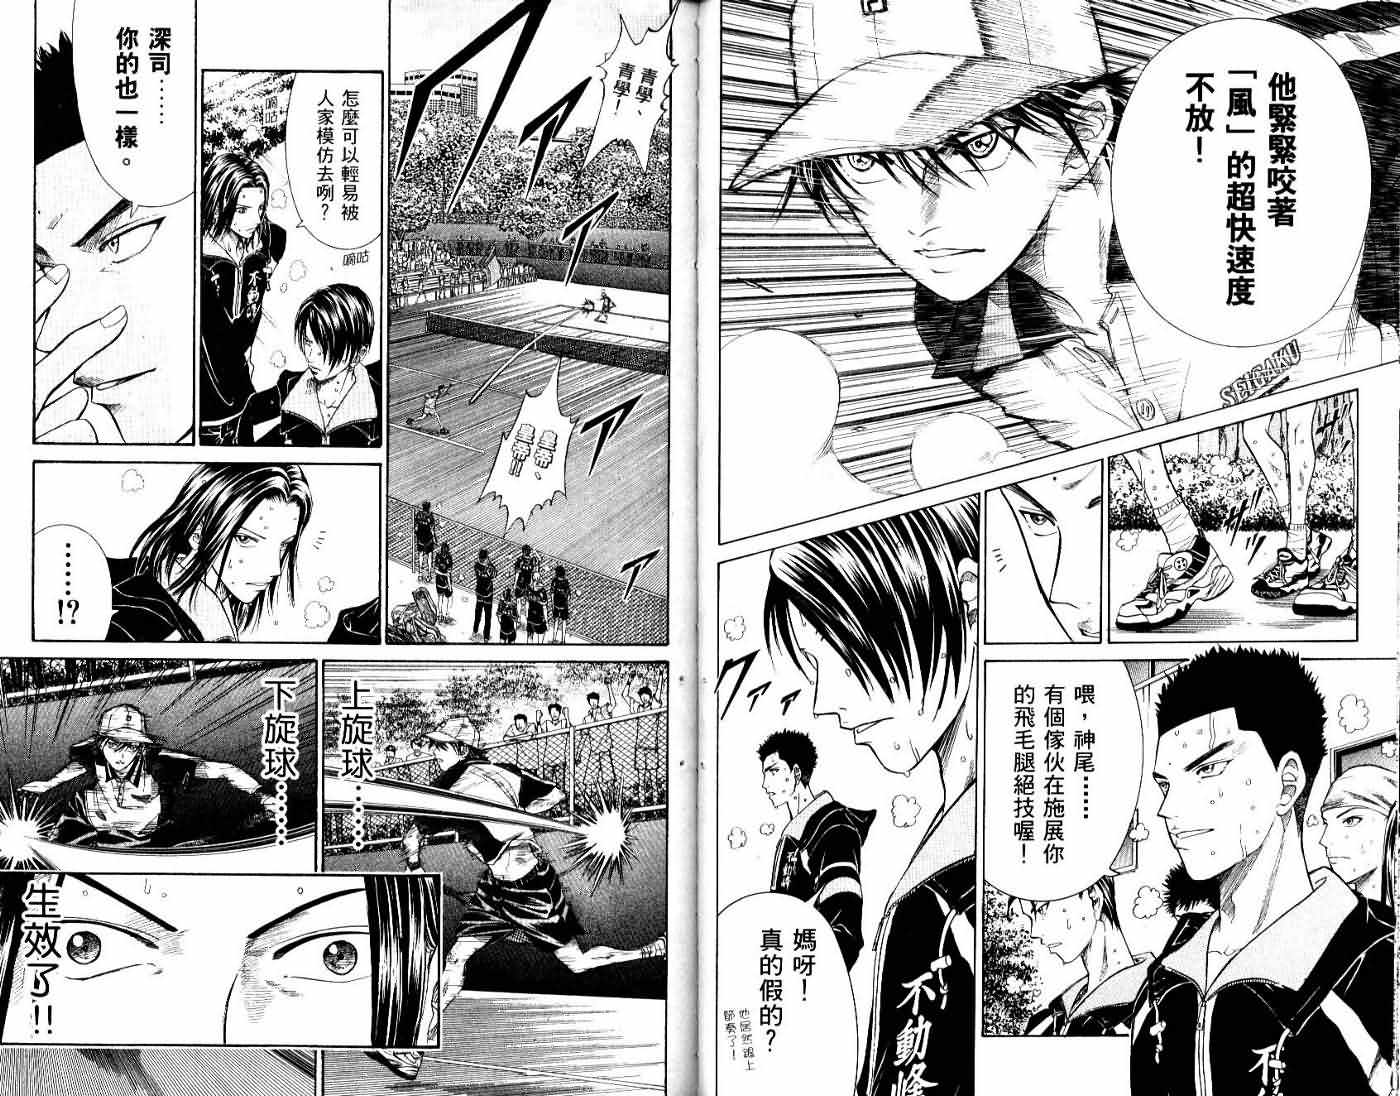 他緊緊咬著
「風」的超快速度
不放！
SEIGAKU
喂，神尾……
有個傢伙在施展你
的飛毛腿絕技喔！
媽呀！
真的假的？
他居然跟上
節奏了！
不動峰
不
青學、
青學！
皇帝、
皇帝!!
怎麼可以輕易被
人家模仿去咧？
嘀咕
嘀咕
不動
深司……
你的也一樣。
……!?
上旋球……
下旋球……
生效了!!